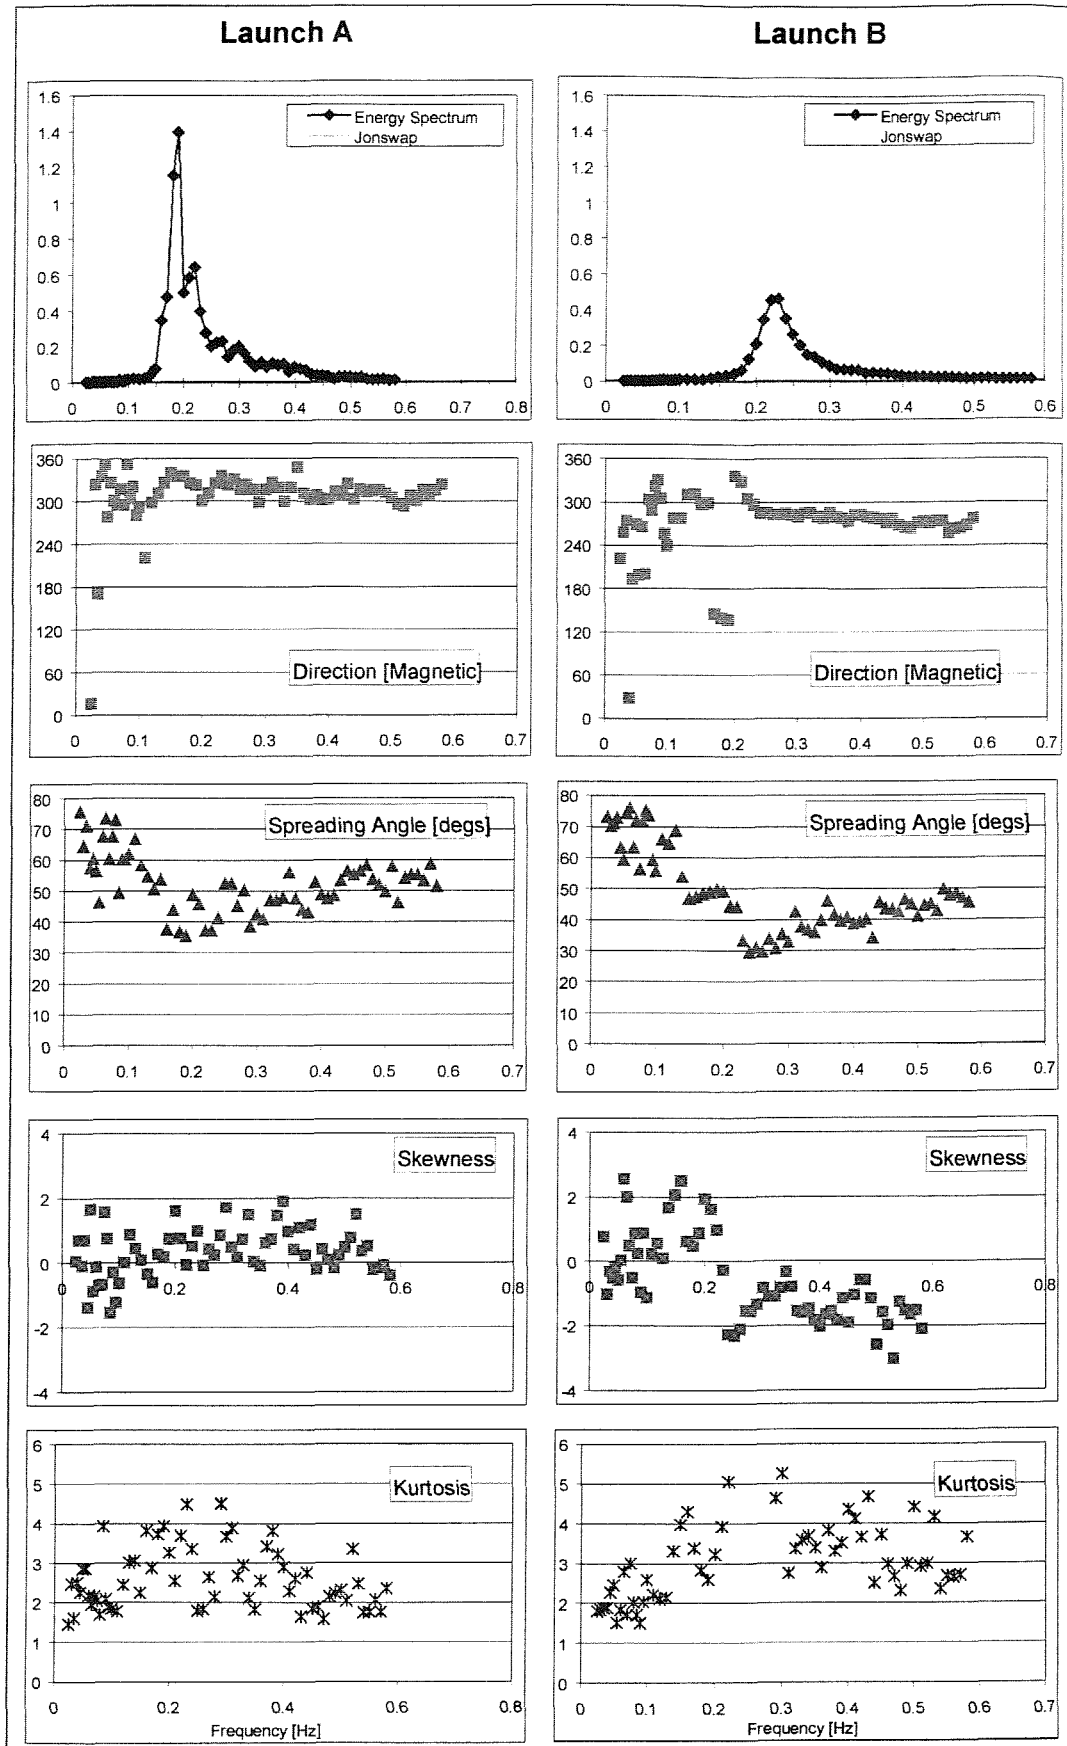 Launch A
Launch B
1.6
1.4
1.2
1
0.8
0.6
0.4
0.2
0
0 0.1 0.2 0.3 0.4 0.5 0.6 0.7 0.8
Energy Spectrum
Jonswap
1.6
1.4
1.2
1
0.8
0.6
0.4
0.2
0
0 0.1 0.2 0.3 0.4 0.5 0.6
Energy Spectrum
Jonswap
360
300
240
180
120
60
0
0 0.1 0.2 0.3 0.4 0.5 0.6 0.7
Direction [Magnetic]
360
300
240
180
120
60
0
0 0.1 0.2 0.3 0.4 0.5 0.6 0.7
Direction [Magnetic]
80
70
60
50
40
30
20
10
0
0 0.1 0.2 0.3 0.4 0.5 0.6 0.7
Spreading Angle [degs]
80
70
60
50
40
30
20
10
0
0 0.1 0.2 0.3 0.4 0.5 0.6 0.7
Spreading Angle [degs]
4
2
0
-2
-4
0 0.2 0.4 0.6 0.8
Skewness
4
2
0
-2
-4
0 0.2 0.4 0.6 0.8
Skewness
6
5
4
3
2
1
0
0 0.2 0.4 0.6 0.8
Kurtosis
Frequency [Hz]
6
5
4
3
2
1
0
0 0.1 0.2 0.3 0.4 0.5 0.6 0.7
Kurtosis
Frequency [Hz]